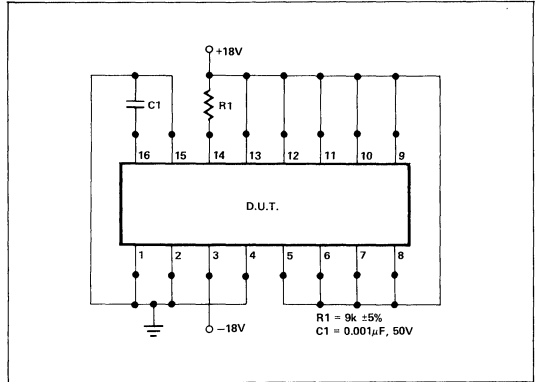 +18V
C1
R1
16 15 14 13 12 11 10 9
D.U.T.
1 2 3 4 5 6 7 8
R1 = 9k ±5%
C1 = 0.001μF, 50V
−18V